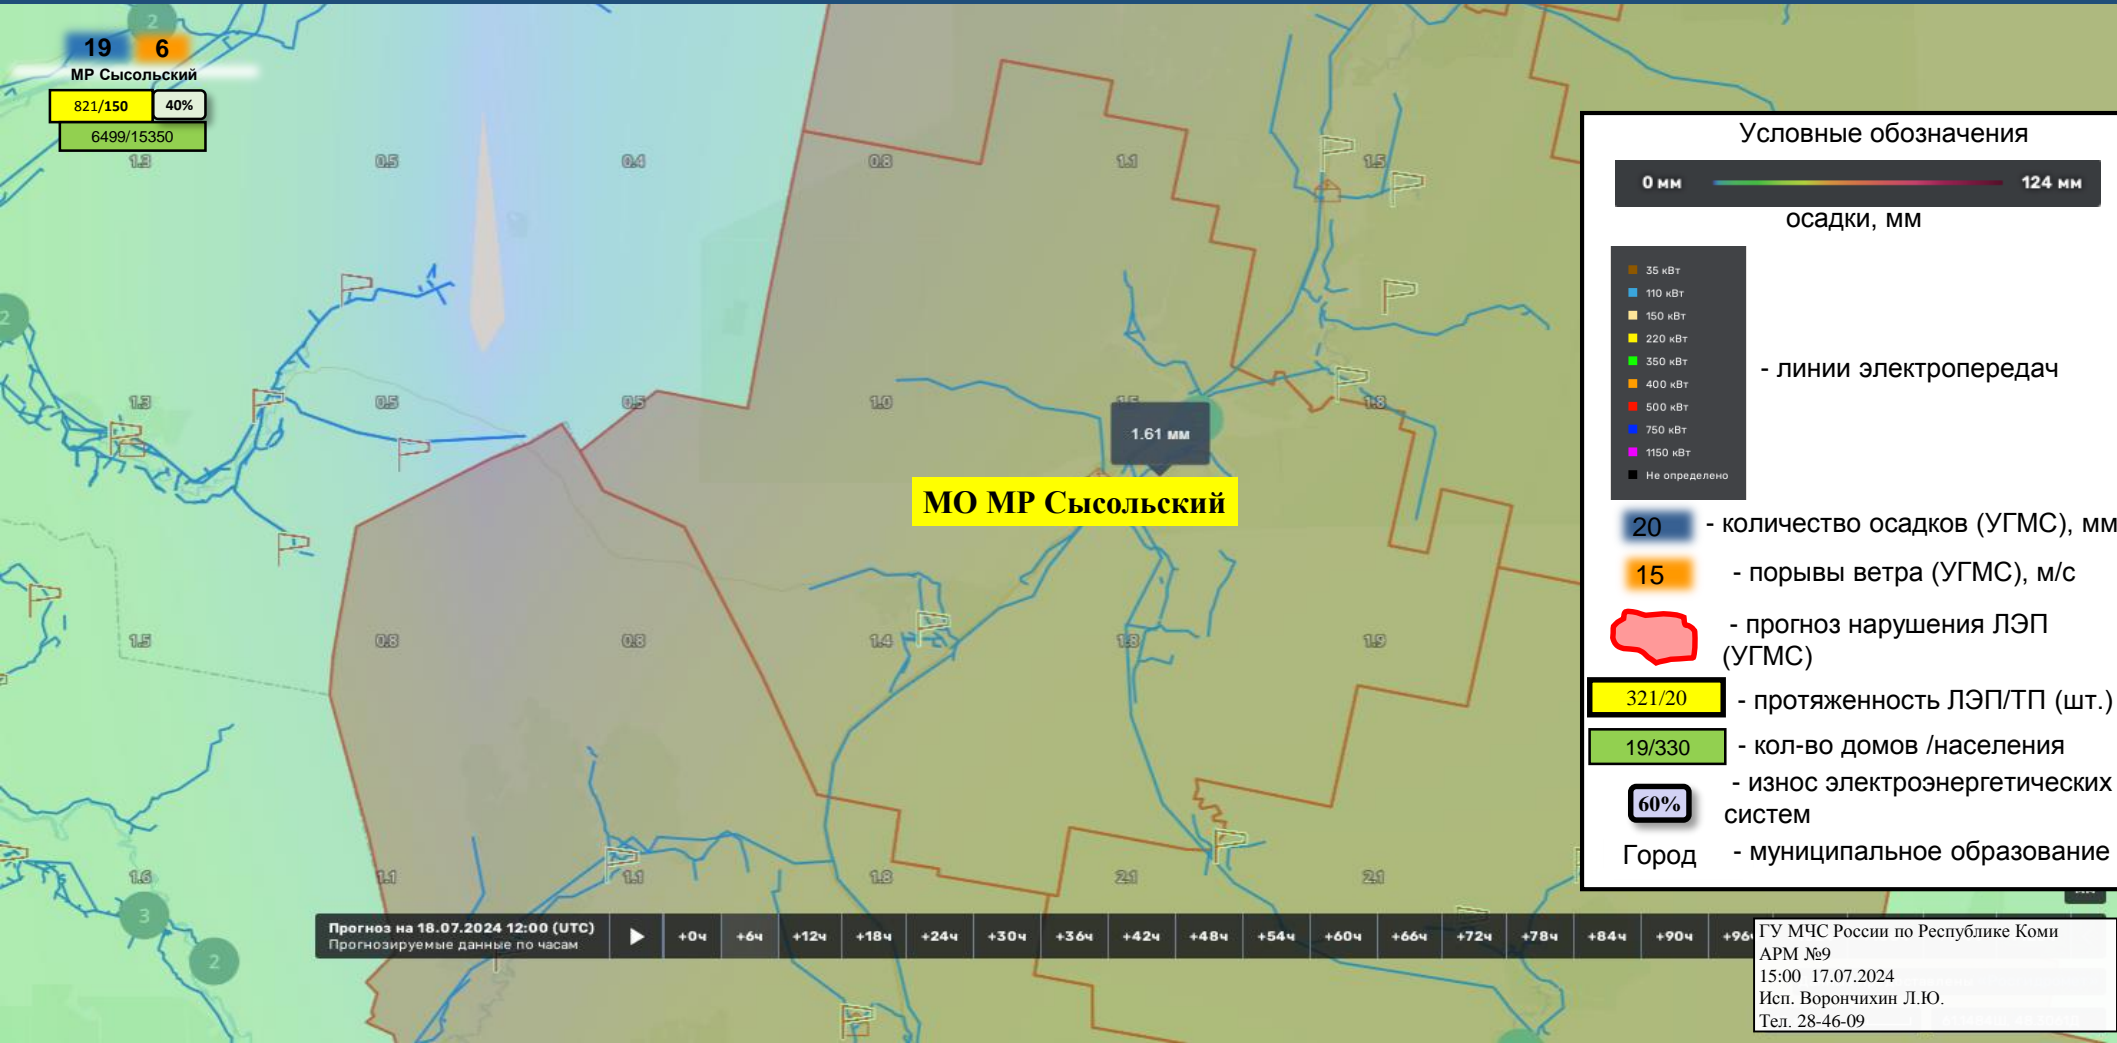 2
19 6
МР Сысольский
821/150 40%
6499/15350
1.3 0.5 0.4 0.8 1.1 1.5
2
1.3 0.5 0.5 1.0 1.5 1.8
1.61 мм
МО МР Сысольский
1.5 0.8 0.8 1.4 1.8 1.9
1.6 1.1 1.1 1.8 2.1 2.1
3
2
Прогноз на 18.07.2024 12:00 (UTC)
Прогнозируемые данные по часам
+0ч +6ч +12ч +18ч +24ч +30ч +36ч +42ч +48ч +54ч +60ч +66ч +72ч +78ч +84ч +90ч
Условные обозначения
0 мм 124 мм
осадки, мм
35 кВт
110 кВт
150 кВт
220 кВт
350 кВт
400 кВт
500 кВт
750 кВт
1150 кВт
Не определено
- линии электропередач
20 - количество осадков (УГМС), мм
15 - порывы ветра (УГМС), м/с
- прогноз нарушения ЛЭП
(УГМС)
321/20 - протяженность ЛЭП/ТП (шт.)
19/330 - кол-во домов /населения
60% - износ электроэнергетических
систем
Город - муниципальное образование
ГУ МЧС России по Республике Коми
АРМ №9
15:00 17.07.2024
Исп. Ворончихин Л.Ю.
Тел. 28-46-09